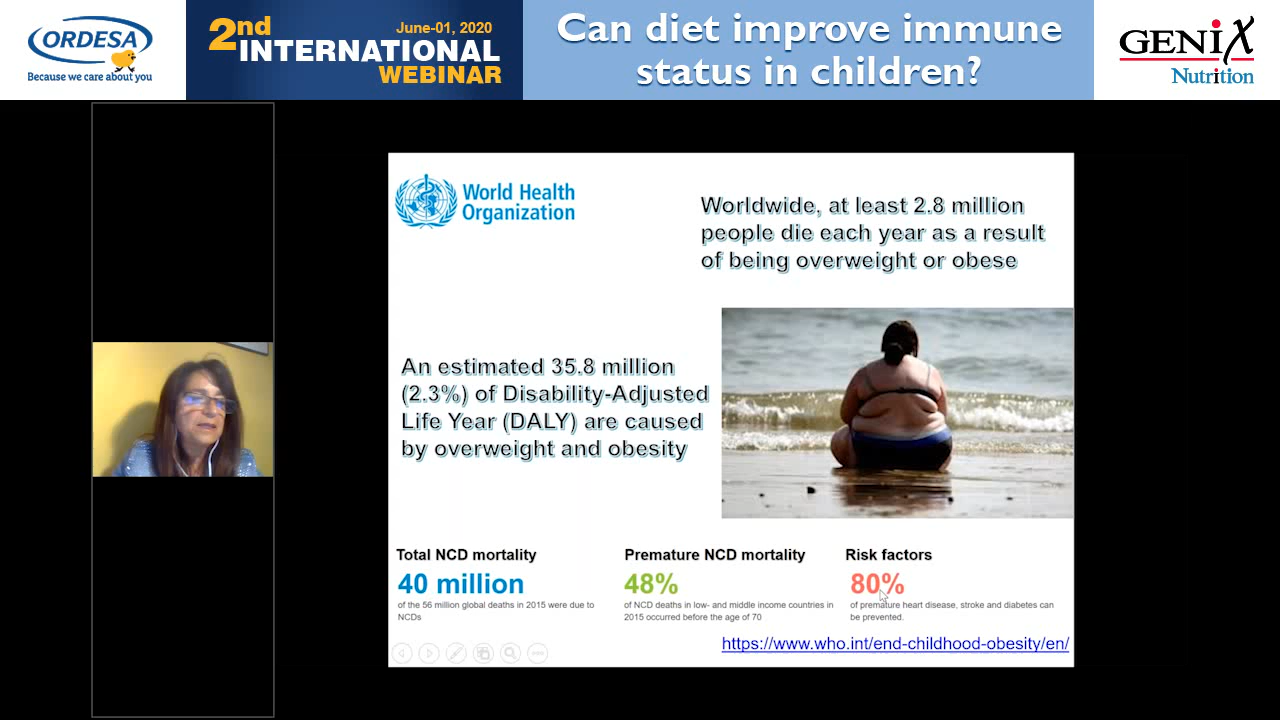 ORDESA
Because we care about you
2nd
June-01, 2020
INTERNATIONAL
WEBINAR
Can diet improve immune
status in children?
GENiX
Nutrition
World Health
Organization
Worldwide, at least 2.8 million
people die each year as a result
of being overweight or obese
An estimated 35.8 million
(2.3%) of Disability-Adjusted
Life Year (DALY) are caused
by overweight and obesity
Total NCD mortality
40 million
of the 56 million global deaths in 2015 were due to
NCDs
Premature NCD mortality
48%
of NCD deaths in low- and middle income countries in
2015 occurred before the age of 70
Risk factors
80%
of premature heart disease, stroke and diabetes can
be prevented.
https://www.who.int/end-childhood-obesity/en/